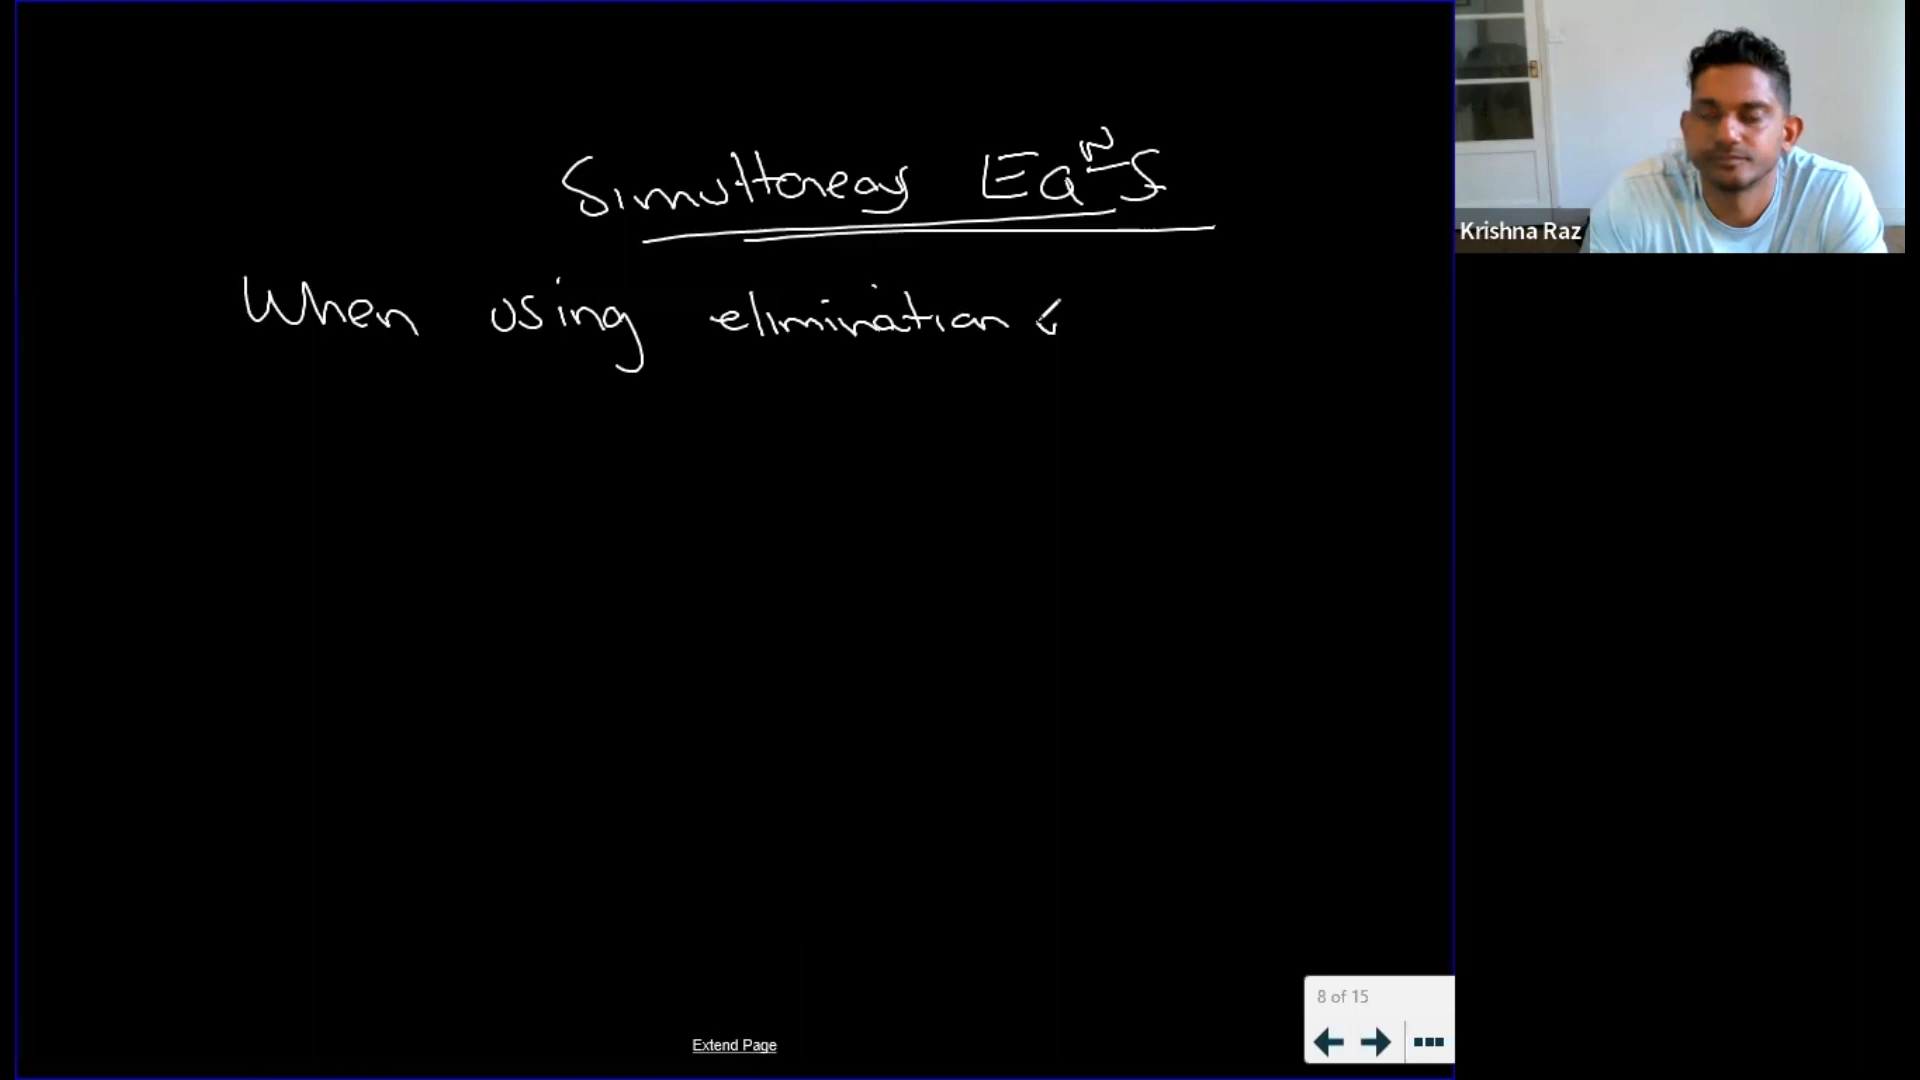 Simultaneous Eqns
When using elimination
Krishna Raz
8 of 15
Extend Page